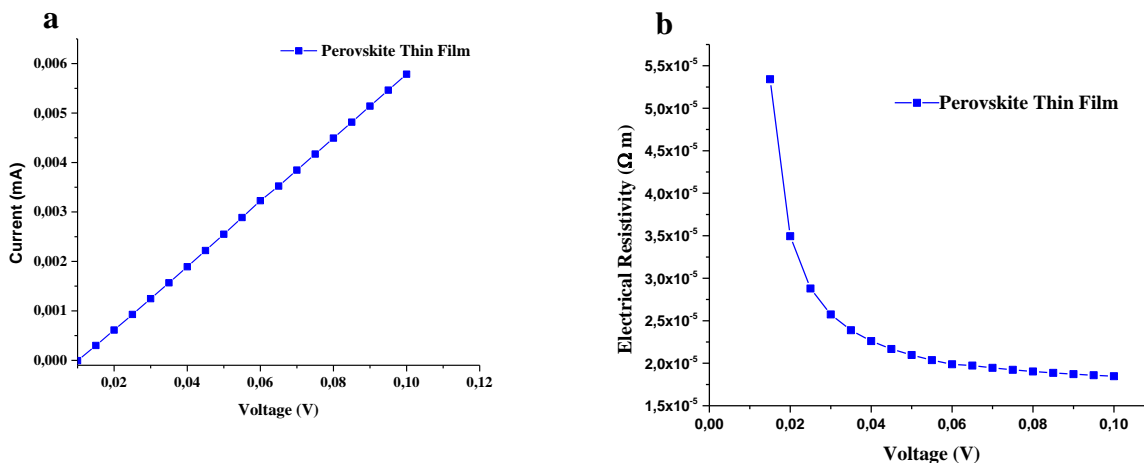 a
Perovskite Thin Film
0,006
0,005
0,004
0,003
0,002
0,001
0,000
Current (mA)
0,02 0,04 0,06 0,08 0,10 0,12
Voltage (V)
b
Perovskite Thin Film
5,5x10⁻⁵
5,0x10⁻⁵
4,5x10⁻⁵
4,0x10⁻⁵
3,5x10⁻⁵
3,0x10⁻⁵
2,5x10⁻⁵
2,0x10⁻⁵
1,5x10⁻⁵
Electrical Resistivity (Ω m)
0,00 0,02 0,04 0,06 0,08 0,10
Voltage (V)